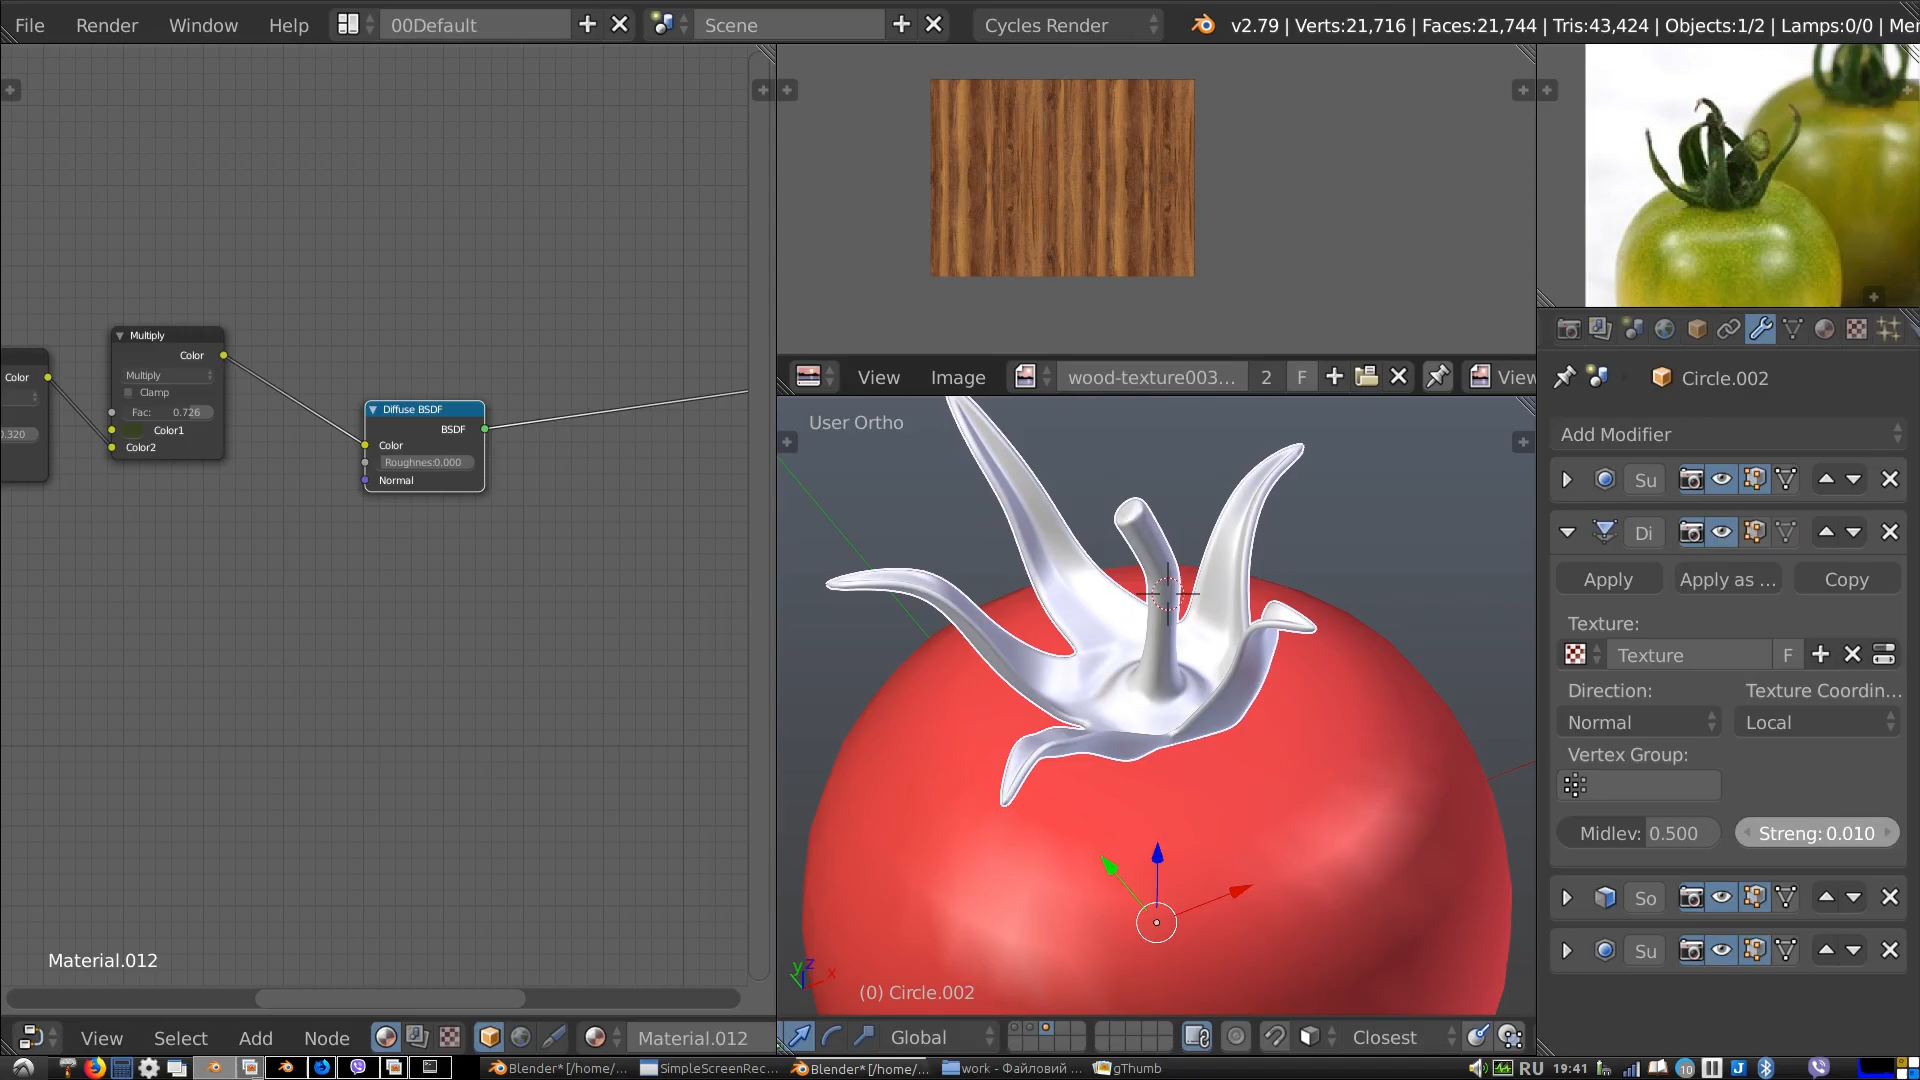 File Render Window Help 00Default Scene Cycles Render v2.79 | Verts:21,716 | Faces:21,744 | Tris:43,424 | Objects:1/2 | Lamps:0/0 | Mer
Multiply
Color
Multiply
Clamp
Fac: 0.726
Color1
Color2
Color
0.320
Diffuse BSDF
BSDF
Color
Roughness:0.000
Normal
Material.012
View Select Add Node Material.012
View Image wood-texture003... 2 F View
User Ortho
(0) Circle.002
Global Closest
Circle.002
Add Modifier
Su
Di
Apply Apply as ... Copy
Texture:
Texture F
Direction: Texture Coordin...
Normal Local
Vertex Group:
Midlev: 0.500 Streng: 0.010
So
Su
z
y
x
Blender* [/home/... SimpleScreenRec... Blender* [/home/... work - Файловий ... gThumb RU 19:41 10